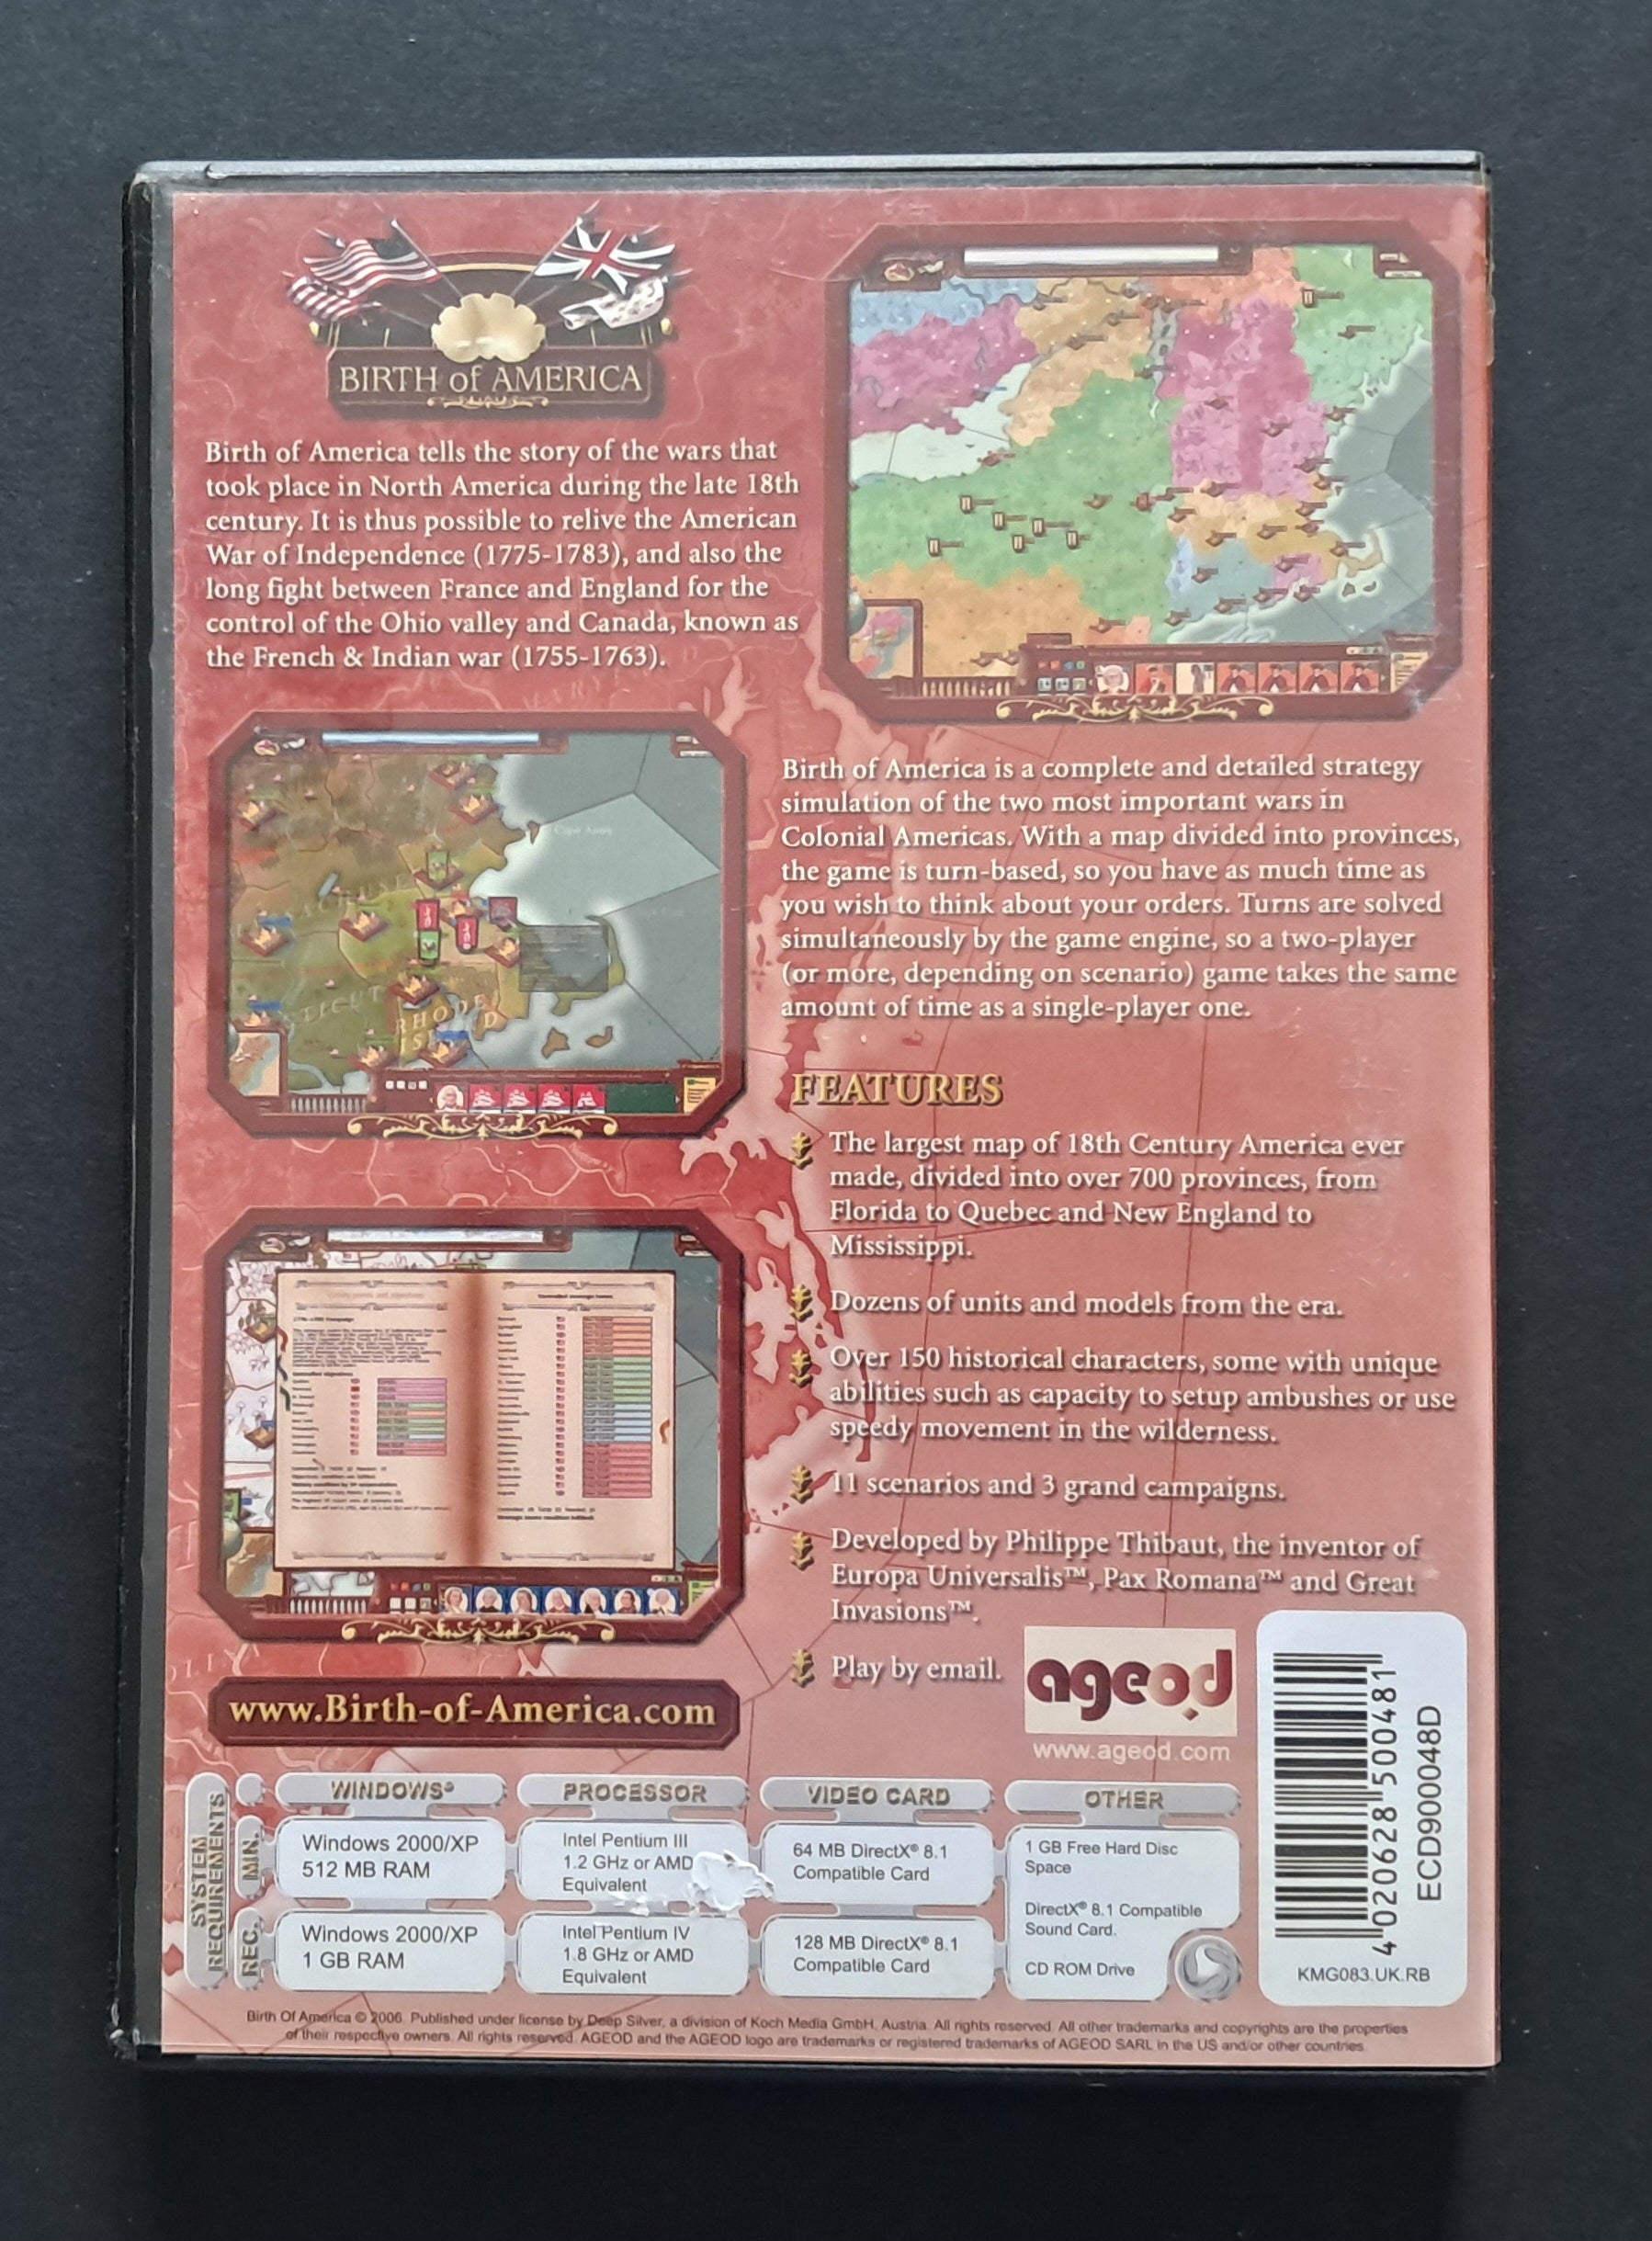 BIRTH of AMERICA
Birth of America tells the story of the wars that
took place in North America during the late 18th
century. It is thus possible to relive the American
War of Independence (1775-1783), and also the
long fight between France and England for the
control of the Ohio valley and Canada, known as
the French & Indian war (1755-1763).
Birth of America is a complete and detailed strategy
simulation of the two most important wars in
Colonial Americas. With a map divided into provinces,
the game is turn-based, so you have as much time as
you wish to think about your orders. Turns are solved
simultaneously by the game engine, so a two-player
(or more, depending on scenario) game takes the same
amount of time as a single-player one.
RHODE
FEATURES
The largest map of 18th Century America ever
made, divided into over 700 provinces, from
Florida to Quebec and New England to
Mississippi.
Dozens of units and models from the era.
Over 150 historical characters, some with unique
abilities such as capacity to setup ambushes or use
speedy movement in the wilderness.
11 scenarios and 3 grand campaigns.
Developed by Philippe Thibaut, the inventor of
Europa Universalis™, Pax Romana™ and Great
Invasions™.
Play by email.
ageod
www.ageod.com
www.Birth-of-America.com
SYSTEM
REQUIREMENTS
WINDOWS®
PROCESSOR
VIDEO CARD
OTHER
MIN.
Windows 2000/XP
512 MB RAM
Intel Pentium III
1.2 GHz or AMD
Equivalent
64 MB DirectX® 8.1
Compatible Card
1 GB Free Hard Disc
Space
DirectX® 8.1 Compatible
Sound Card.
CD ROM Drive
REC.
Windows 2000/XP
1 GB RAM
Intel Pentium IV
1.8 GHz or AMD
Equivalent
128 MB DirectX® 8.1
Compatible Card
4 020628 500481
ECD900048D
KMG083.UK.RB
Birth Of America © 2006. Published under license by Deep Silver, a division of Koch Media GmbH, Austria. All rights reserved. All other trademarks and copyrights are the properties
of their respective owners. All rights reserved. AGEOD and the AGEOD logo are trademarks or registered trademarks of AGEOD SARL in the US and/or other countries.